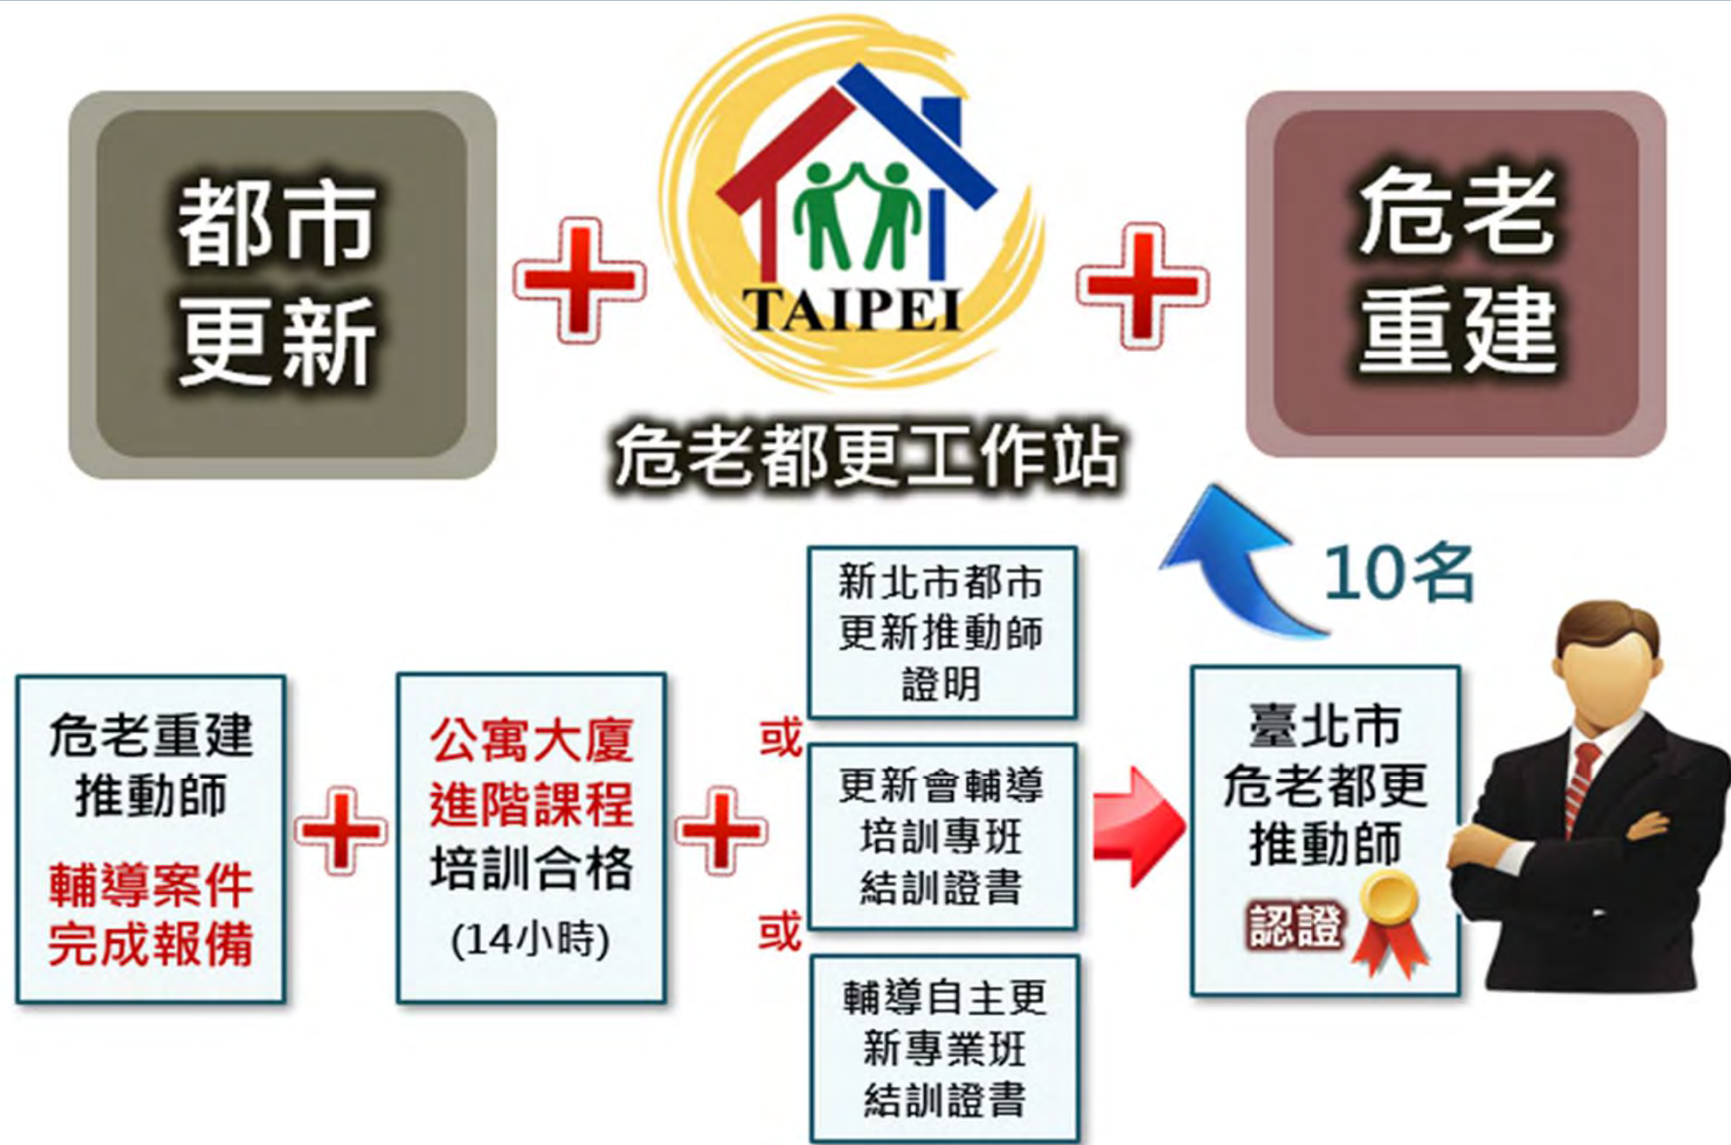 都市
更新
TAIPEI
危老都更工作站
危老
重建
10名
危老重建
推動師
輔導案件
完成報備
公寓大廈
進階課程
培訓合格
(14小時)
新北市都市
更新推動師
證明
或
更新會輔導
培訓專班
結訓證書
或
輔導自主更
新專業班
結訓證書
臺北市
危老都更
推動師
認證